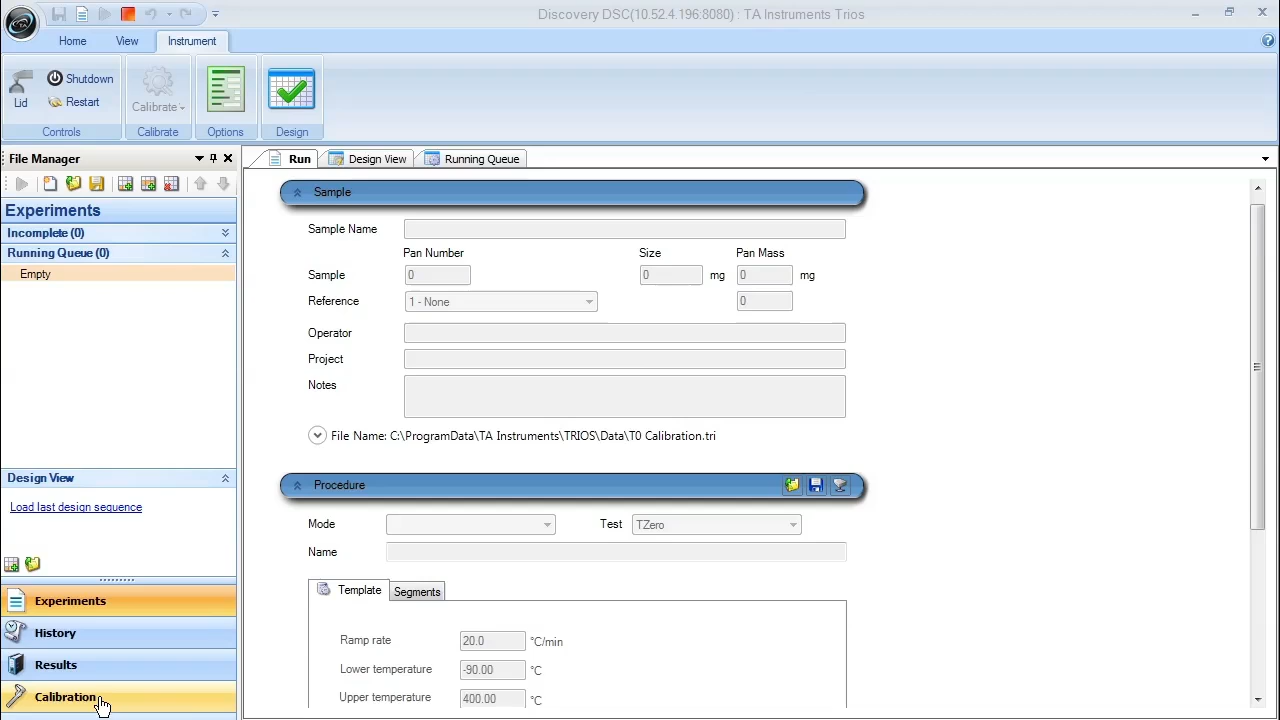 Discovery DSC(10.52.4.196:8080) : TA Instruments Trios
Home View Instrument
Lid
Shutdown
Restart
Calibrate
Controls Calibrate Options Design
File Manager
Run Design View Running Queue
Experiments
Incomplete (0)
Running Queue (0)
Empty
Design View
Load last design sequence
Experiments
History
Results
Calibration
Sample
Sample Name
Pan Number Size Pan Mass
Sample 0 0 mg 0 mg
Reference 1 - None 0
Operator
Project
Notes
File Name: C:\ProgramData\TA Instruments\TRIOS\Data\T0 Calibration.tri
Procedure
Mode Test TZero
Name
Template Segments
Ramp rate 20.0 °C/min
Lower temperature -90.00 °C
Upper temperature 400.00 °C